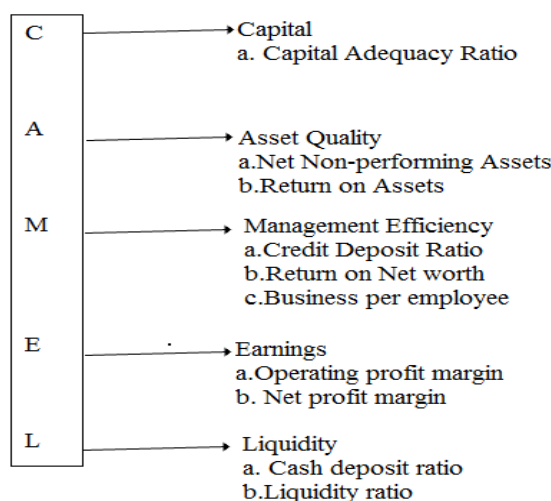 C
Capital
a. Capital Adequacy Ratio
A
Asset Quality
a.Net Non-performing Assets
b.Return on Assets
M
Management Efficiency
a.Credit Deposit Ratio
b.Return on Net worth
c.Business per employee
E
Earnings
a.Operating profit margin
b. Net profit margin
L
Liquidity
a. Cash deposit ratio
b.Liquidity ratio